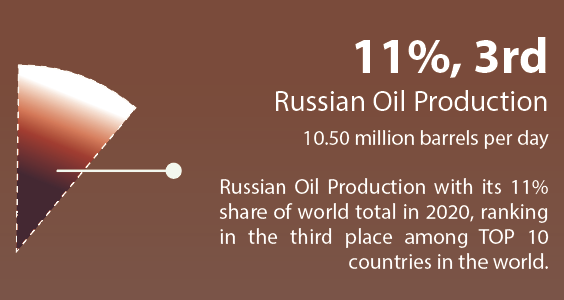 11%, 3rd
Russian Oil Production
10.50 million barrels per day
Russian Oil Production with its 11%
share of world total in 2020, ranking
in the third place among TOP 10
countries in the world.